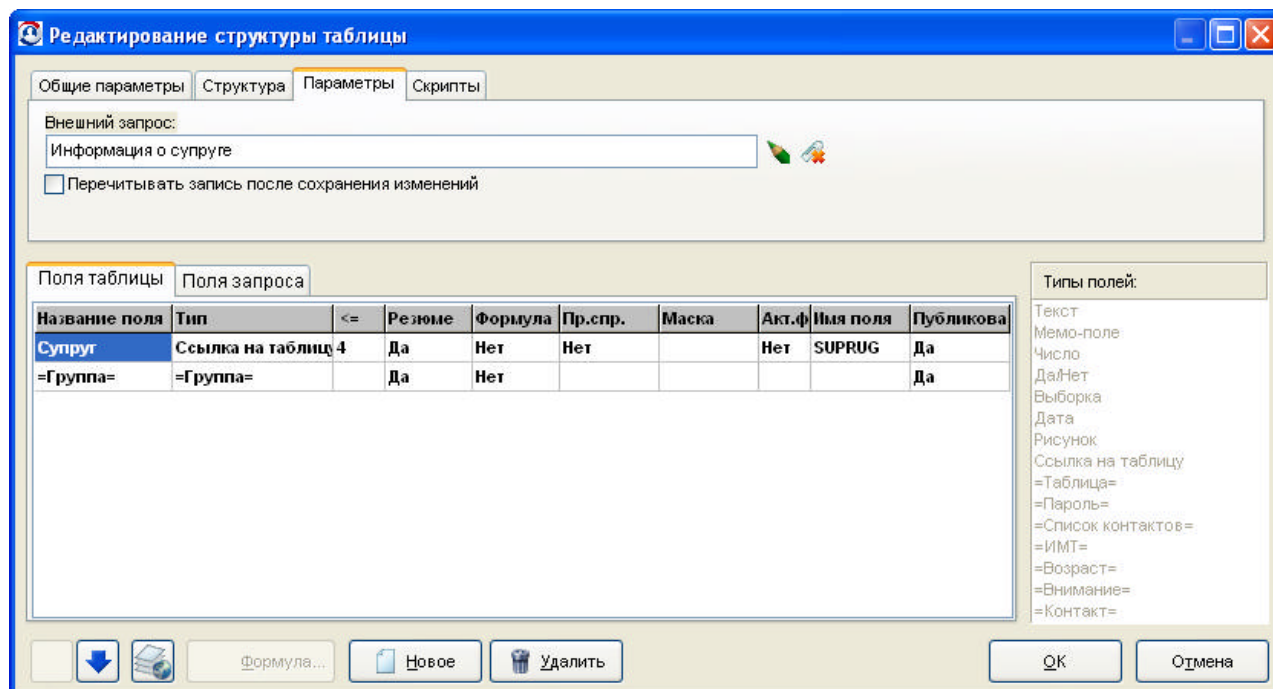 Редактирование структуры таблицы
Общие параметры Структура Параметры Скрипты
Внешний запрос:
Информация о супруге
Перечитывать запись после сохранения изменений
Поля таблицы Поля запроса
Название поля Тип <= Резюме Формула Пр.спр. Маска Акт.ф Имя поля Публикова
Супруг Ссылка на таблицу 4 Да Нет Нет Нет SUPRUG Да
=Группа= =Группа= Да Нет Да
Типы полей:
Текст
Мемо-поле
Число
Да/Нет
Выборка
Дата
Рисунок
Ссылка на таблицу
=Таблица=
=Пароль=
=Список контактов=
=ИМТ=
=Возраст=
=Внимание=
=Контакт=
Формула... Новое Удалить OK Отмена